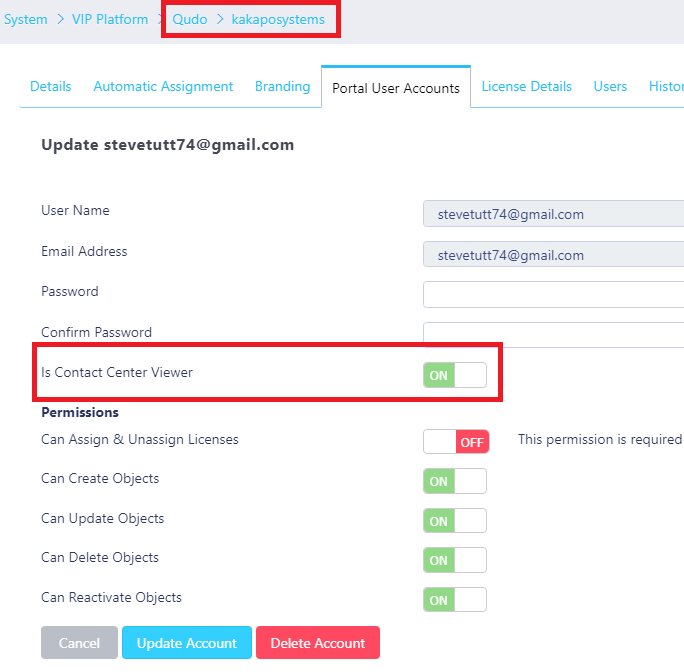 System > VIP Platform > Qudo > kakaposystems
Details Automatic Assignment Branding Portal User Accounts License Details Users Histor
Update stevetutt74@gmail.com
User Name stevetutt74@gmail.com
Email Address stevetutt74@gmail.com
Password
Confirm Password
Is Contact Center Viewer ON
Permissions
Can Assign & Unassign Licenses OFF This permission is required
Can Create Objects ON
Can Update Objects ON
Can Delete Objects ON
Can Reactivate Objects ON
Cancel Update Account Delete Account